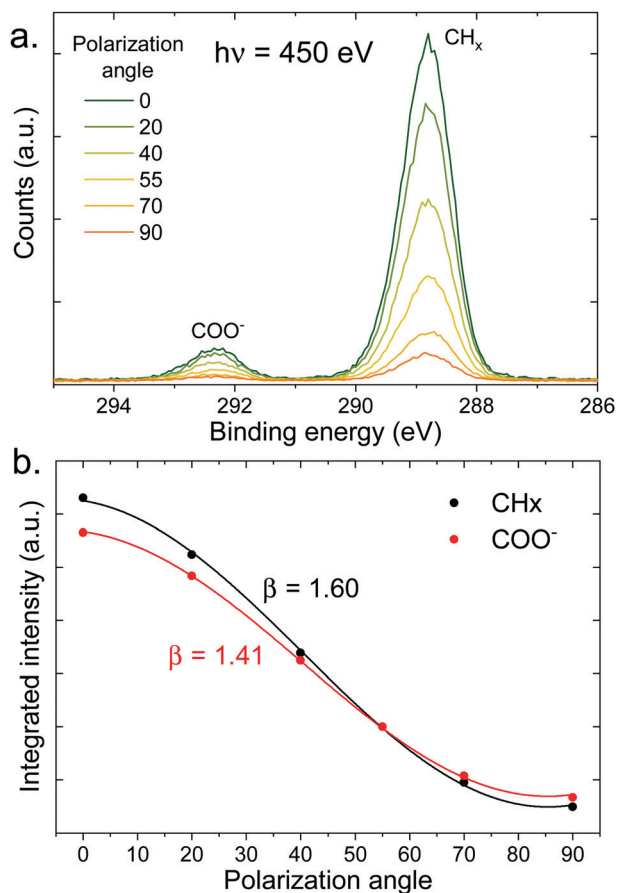 a.
Polarization
angle
0
20
40
55
70
90
hν = 450 eV
CHₓ
COO⁻
Counts (a.u.)
294 292 290 288 286
Binding energy (eV)
b.
CHx
COO⁻
β = 1.60
β = 1.41
Integrated intensity (a.u.)
0 10 20 30 40 50 60 70 80 90
Polarization angle